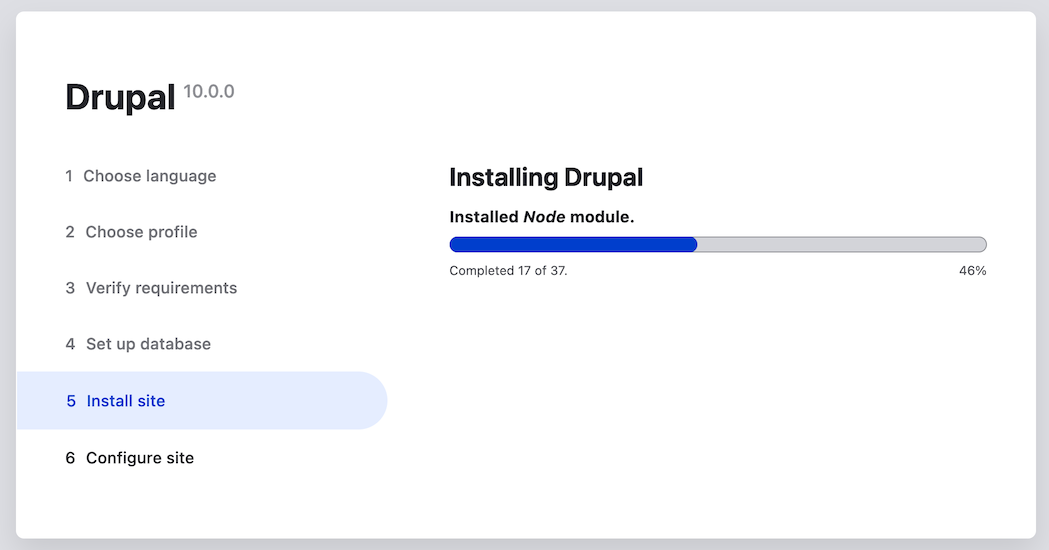 Drupal 10.0.0
1 Choose language
2 Choose profile
3 Verify requirements
4 Set up database
5 Install site
6 Configure site
Installing Drupal
Installed Node module.
Completed 17 of 37. 46%